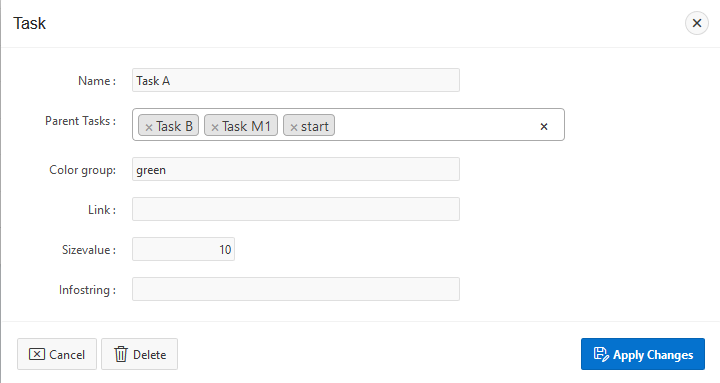 Task
Name : Task A
Parent Tasks : × Task B × Task M1 × start ×
Color group: green
Link :
Sizevalue : 10
Infostring :
Cancel Delete Apply Changes